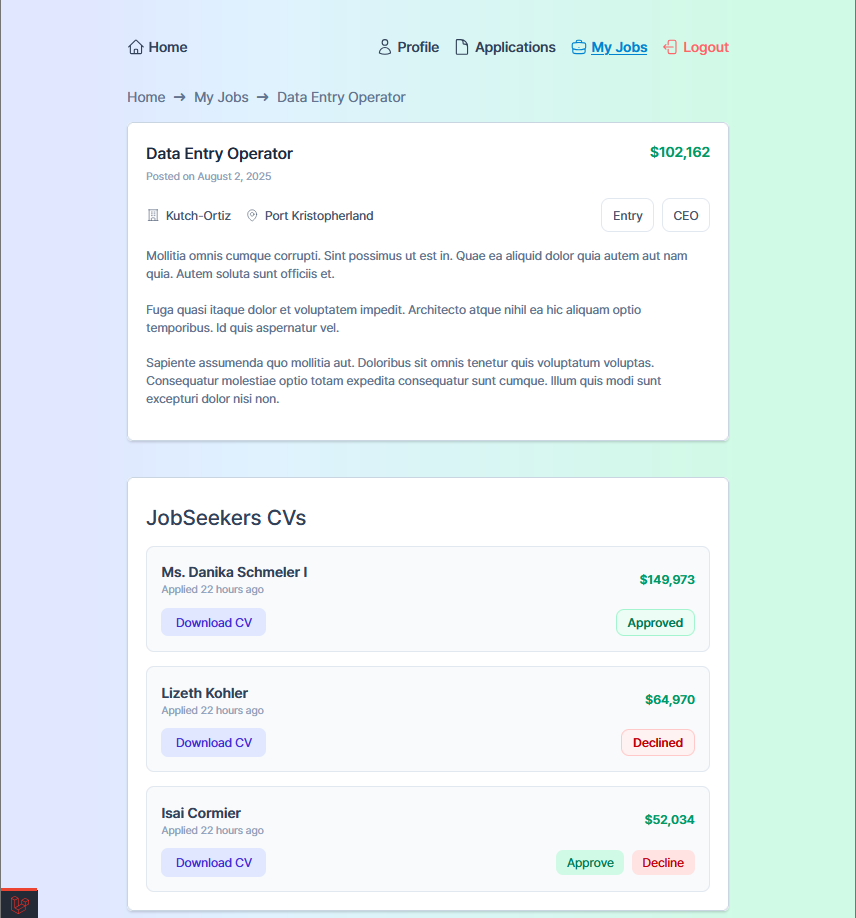 Home Profile Applications My Jobs Logout
Home → My Jobs → Data Entry Operator
Data Entry Operator $102,162
Posted on August 2, 2025
Kutch-Ortiz Port Kristopherland Entry CEO
Mollitia omnis cumque corrupti. Sint possimus ut est in. Quae ea aliquid dolor quia autem aut nam
quia. Autem soluta sunt officiis et.
Fuga quasi itaque dolor et voluptatem impedit. Architecto atque nihil ea hic aliquam optio
temporibus. Id quis aspernatur vel.
Sapiente assumenda quo mollitia aut. Doloribus sit omnis tenetur quis voluptatum voluptas.
Consequatur molestiae optio totam expedita consequatur sunt cumque. Illum quis modi sunt
excepturi dolor nisi non.
JobSeekers CVs
Ms. Danika Schmeler I $149,973
Applied 22 hours ago
Download CV Approved
Lizeth Kohler $64,970
Applied 22 hours ago
Download CV Declined
Isai Cormier $52,034
Applied 22 hours ago
Download CV Approve Decline